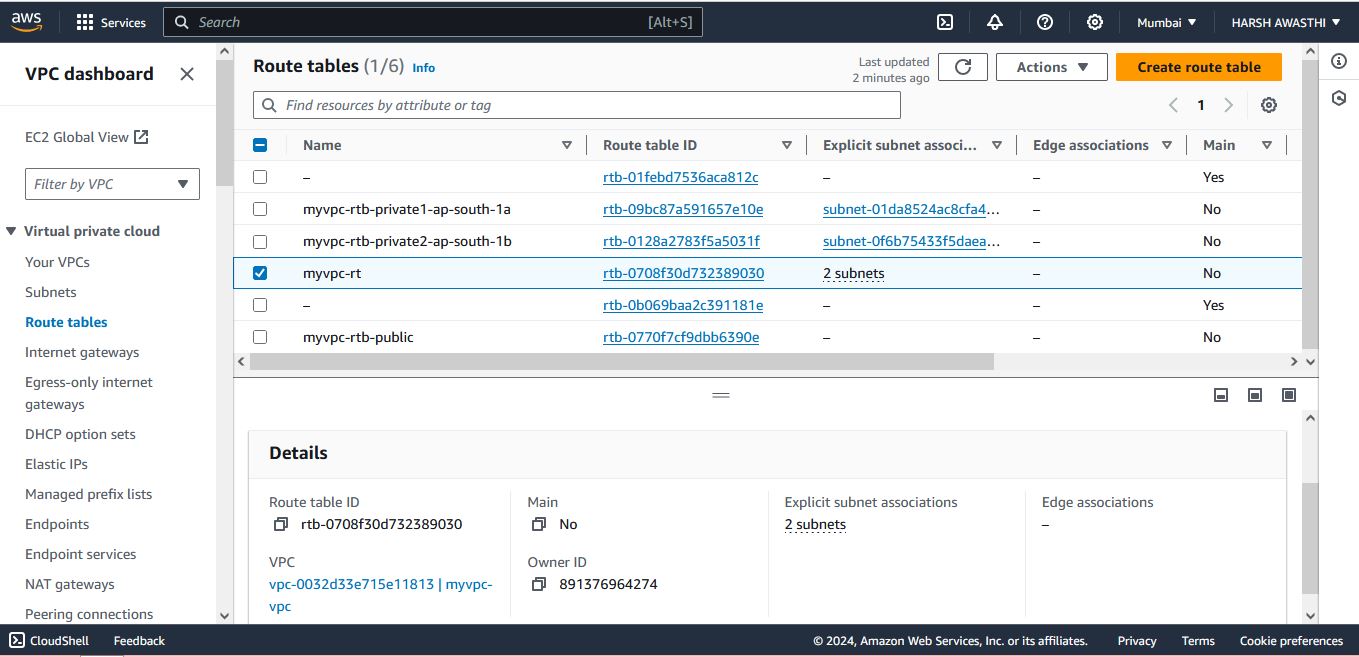 aws Services Search [Alt+S] Mumbai HARSH AWASTHI
VPC dashboard
EC2 Global View
Filter by VPC
Virtual private cloud
Your VPCs
Subnets
Route tables
Internet gateways
Egress-only internet
gateways
DHCP option sets
Elastic IPs
Managed prefix lists
Endpoints
Endpoint services
NAT gateways
Peering connections
Route tables (1/6) Info
Last updated
2 minutes ago
Actions
Create route table
Find resources by attribute or tag
1
Name Route table ID Explicit subnet associ... Edge associations Main
– rtb-01febd7536aca812c – – Yes
myvpc-rtb-private1-ap-south-1a rtb-09bc87a591657e10e subnet-01da8524ac8cfa4... – No
myvpc-rtb-private2-ap-south-1b rtb-0128a2783f5a5031f subnet-0f6b75433f5daea... – No
myvpc-rt rtb-0708f30d732389030 2 subnets – No
– rtb-0b069baa2c391181e – – Yes
myvpc-rtb-public rtb-0770f7cf9dbb6390e – – No
Details
Route table ID
rtb-0708f30d732389030
VPC
vpc-0032d33e715e11813 | myvpc-
vpc
Main
No
Owner ID
891376964274
Explicit subnet associations
2 subnets
Edge associations
–
CloudShell Feedback © 2024, Amazon Web Services, Inc. or its affiliates. Privacy Terms Cookie preferences